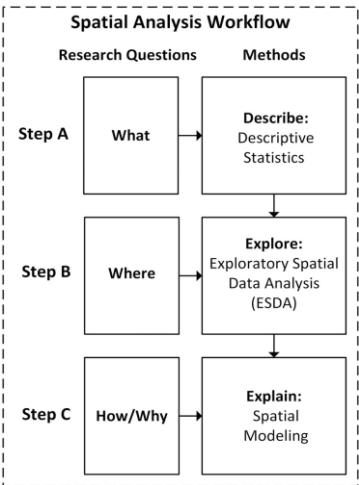 Spatial Analysis Workflow
Research Questions Methods
Step A
What
Describe:
Descriptive
Statistics
Step B
Where
Explore:
Exploratory Spatial
Data Analysis
(ESDA)
Step C
How/Why
Explain:
Spatial
Modeling